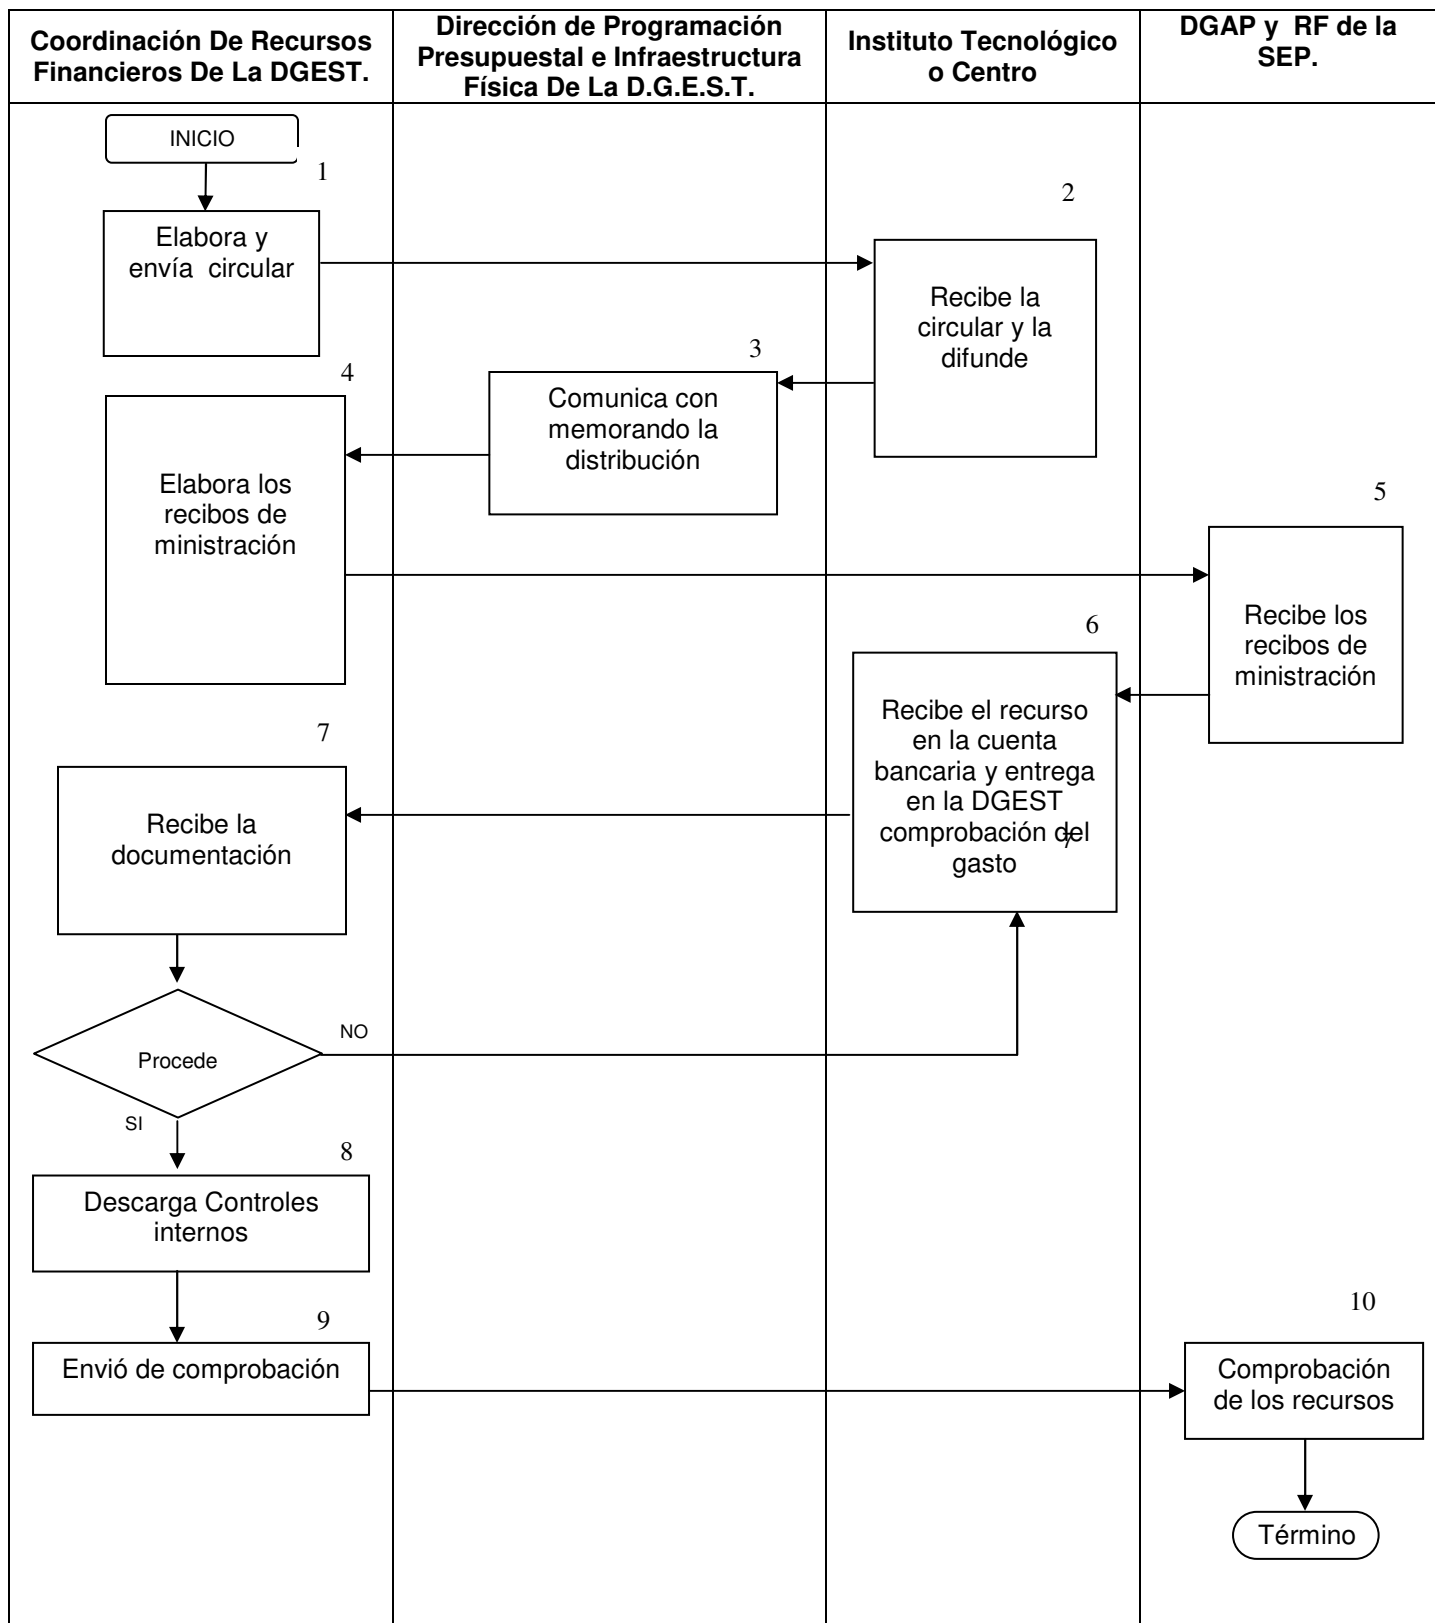 Coordinación De Recursos
Financieros De La DGEST.
Dirección de Programación
Presupuestal e Infraestructura
Física De La D.G.E.S.T.
Instituto Tecnológico
o Centro
DGAP y RF de la
SEP.
INICIO
1
Elabora y
envía circular
2
Recibe la
circular y la
difunde
3
Comunica con
memorando la
distribución
4
Elabora los
recibos de
ministración
5
Recibe los
recibos de
ministración
6
Recibe el recurso
en la cuenta
bancaria y entrega
en la DGEST
comprobación del
gasto
7
7
Recibe la
documentación
Procede
NO
SI
8
Descarga Controles
internos
9
Envió de comprobación
10
Comprobación
de los recursos
Término